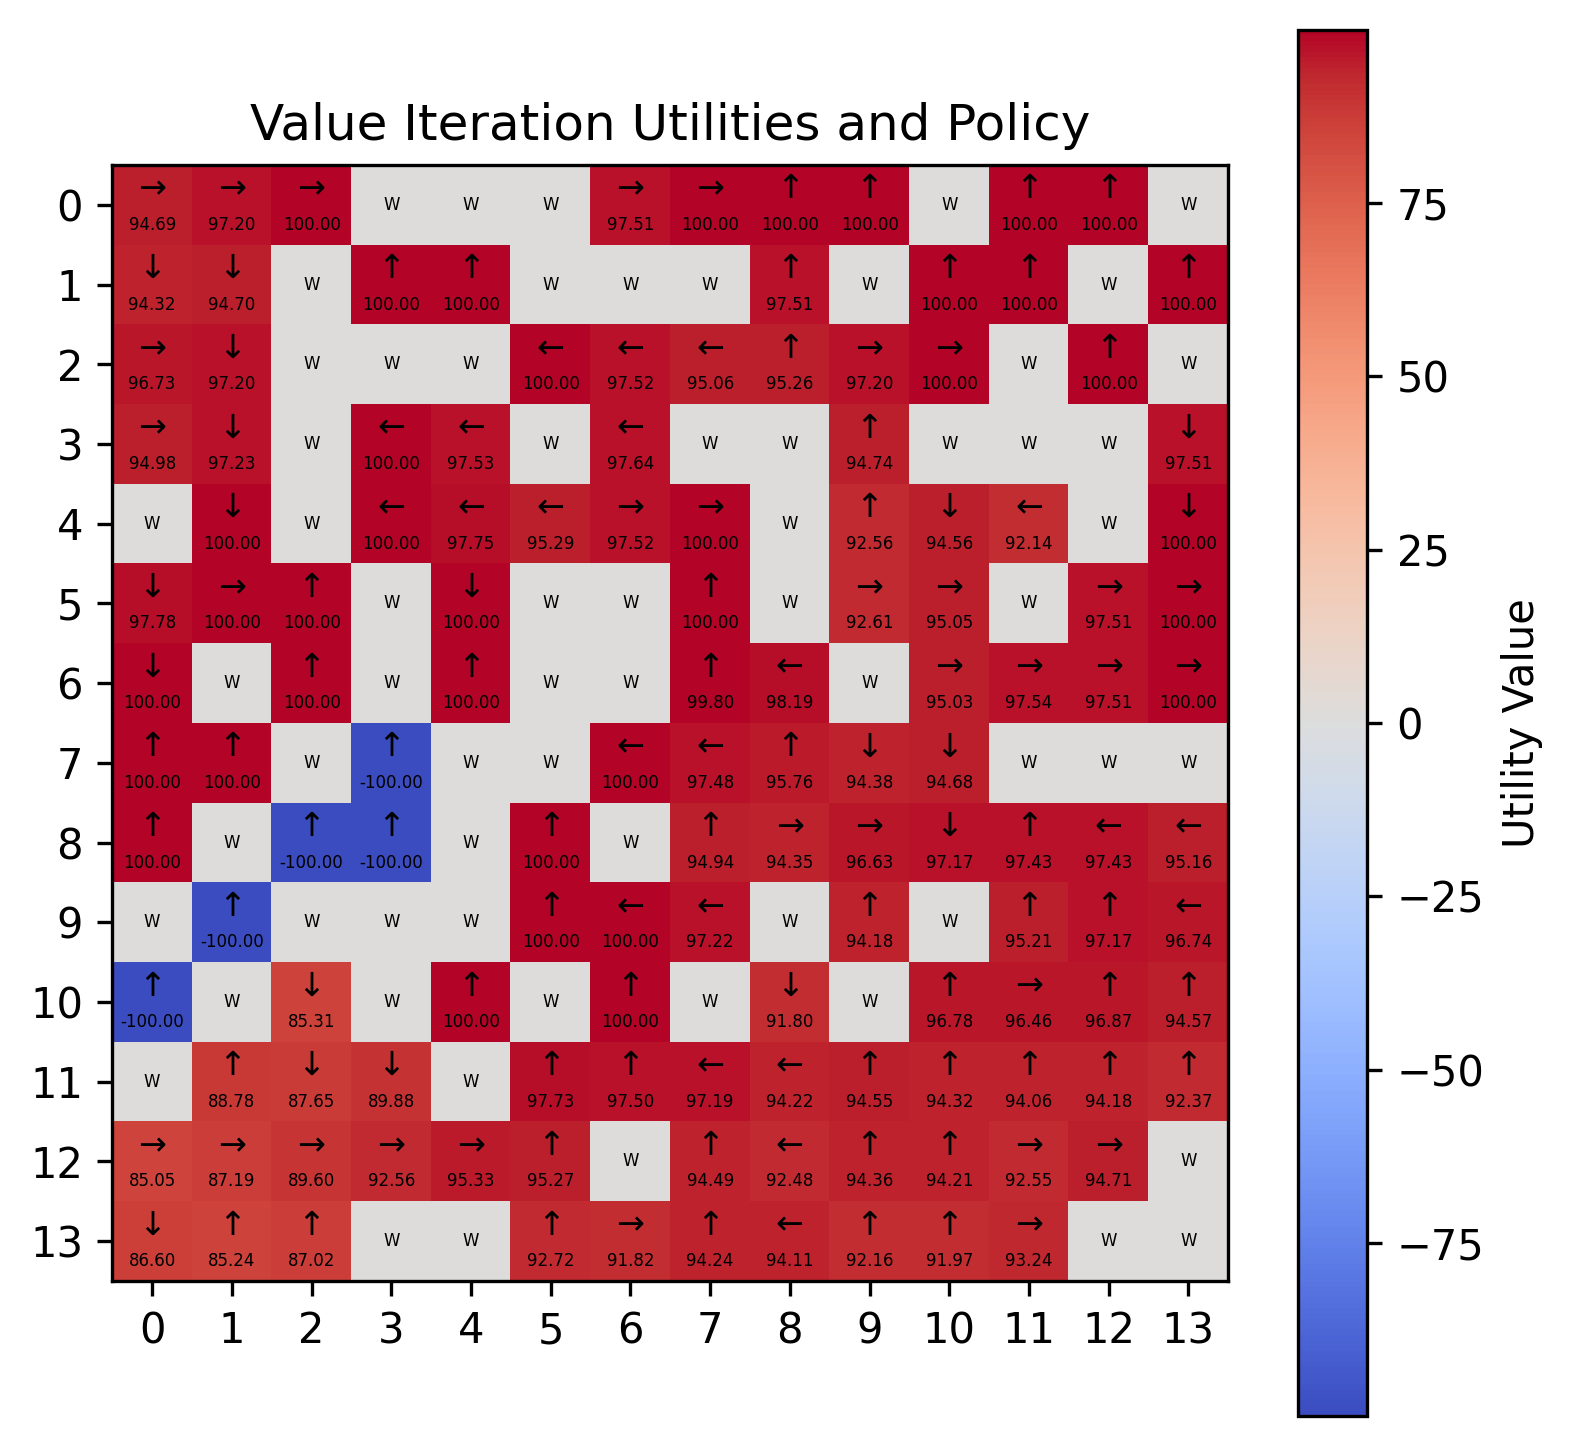 Value Iteration Utilities and Policy
0 → → → W W W → → ↑ ↑ W ↑ ↑ W
94.69 97.20 100.00 97.51 100.00 100.00 100.00 100.00 100.00
1 ↓ ↓ W ↑ ↑ W W W ↑ W ↑ ↑ W ↑
94.32 94.70 100.00 100.00 97.51 100.00 100.00 100.00
2 → ↓ W W W ← ← ← ↑ → → W ↑ W
96.73 97.20 100.00 97.52 95.06 95.26 97.20 100.00 100.00
3 → ↓ W ← ← W ← W W ↑ W W W ↓
94.98 97.23 100.00 97.53 97.64 94.74 97.51
4 W ↓ W ← ← ← → → W ↑ ↓ ← W ↓
100.00 100.00 97.75 95.29 97.52 100.00 92.56 94.56 92.14 100.00
5 ↓ → ↑ W ↓ W W ↑ W → → W → →
97.78 100.00 100.00 100.00 100.00 92.61 95.05 97.51 100.00
6 ↓ W ↑ W ↑ W W ↑ ← W → → → →
100.00 100.00 100.00 99.80 98.19 95.03 97.54 97.51 100.00
7 ↑ ↑ W ↑ W W ← ← ↑ ↓ ↓ W W W
100.00 100.00 -100.00 100.00 97.48 95.76 94.38 94.68
8 ↑ W ↑ ↑ W ↑ W ↑ → → ↓ ↑ ← ←
100.00 -100.00 -100.00 100.00 94.94 94.35 96.63 97.17 97.43 97.43 95.16
9 W ↑ W W W ↑ ← ← W ↑ W ↑ ↑ ←
-100.00 100.00 100.00 97.22 94.18 95.21 97.17 96.74
10 ↑ W ↓ W ↑ W ↑ W ↓ W ↑ → ↑ ↑
-100.00 85.31 100.00 100.00 91.80 96.78 96.46 96.87 94.57
11 W ↑ ↓ ↓ W ↑ ↑ ← ← ↑ ↑ ↑ ↑ ↑
88.78 87.65 89.88 97.73 97.50 97.19 94.22 94.55 94.32 94.06 94.18 92.37
12 → → → → → ↑ W ↑ ← ↑ ↑ → → W
85.05 87.19 89.60 92.56 95.33 95.27 94.49 92.48 94.36 94.21 92.55 94.71
13 ↓ ↑ ↑ W W ↑ → ↑ ← ↑ ↑ → W W
86.60 85.24 87.02 92.72 91.82 94.24 94.11 92.16 91.97 93.24
0 1 2 3 4 5 6 7 8 9 10 11 12 13
75
50
25
0
−25
−50
−75
Utility Value